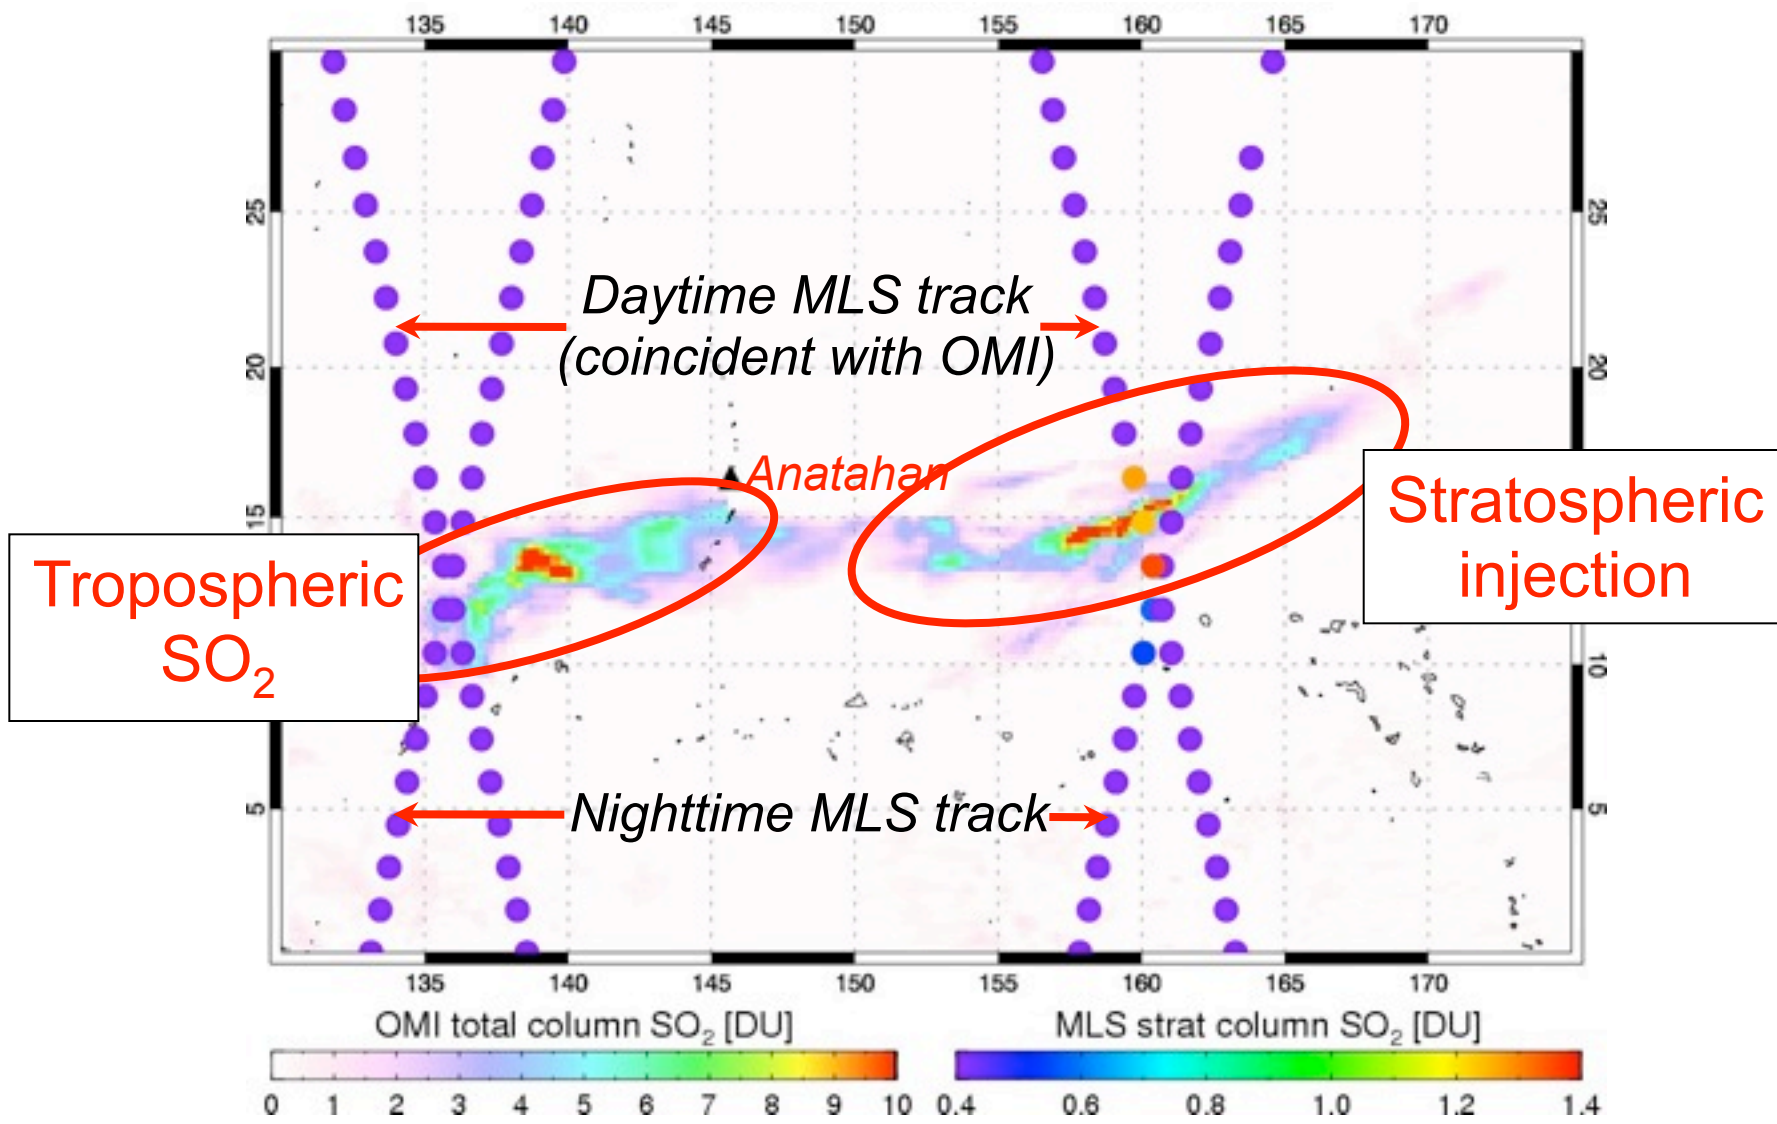 135 140 145 150 155 160 165 170
25 25
Daytime MLS track
(coincident with OMI)
20 20
Anatahan
15
Stratospheric
injection
Tropospheric
SO₂
10
Nighttime MLS track
5 5
135 140 145 150 155 160 165 170
OMI total column SO₂ [DU]
0 1 2 3 4 5 6 7 8 9 10
MLS strat column SO₂ [DU]
0.4 0.6 0.8 1.0 1.2 1.4